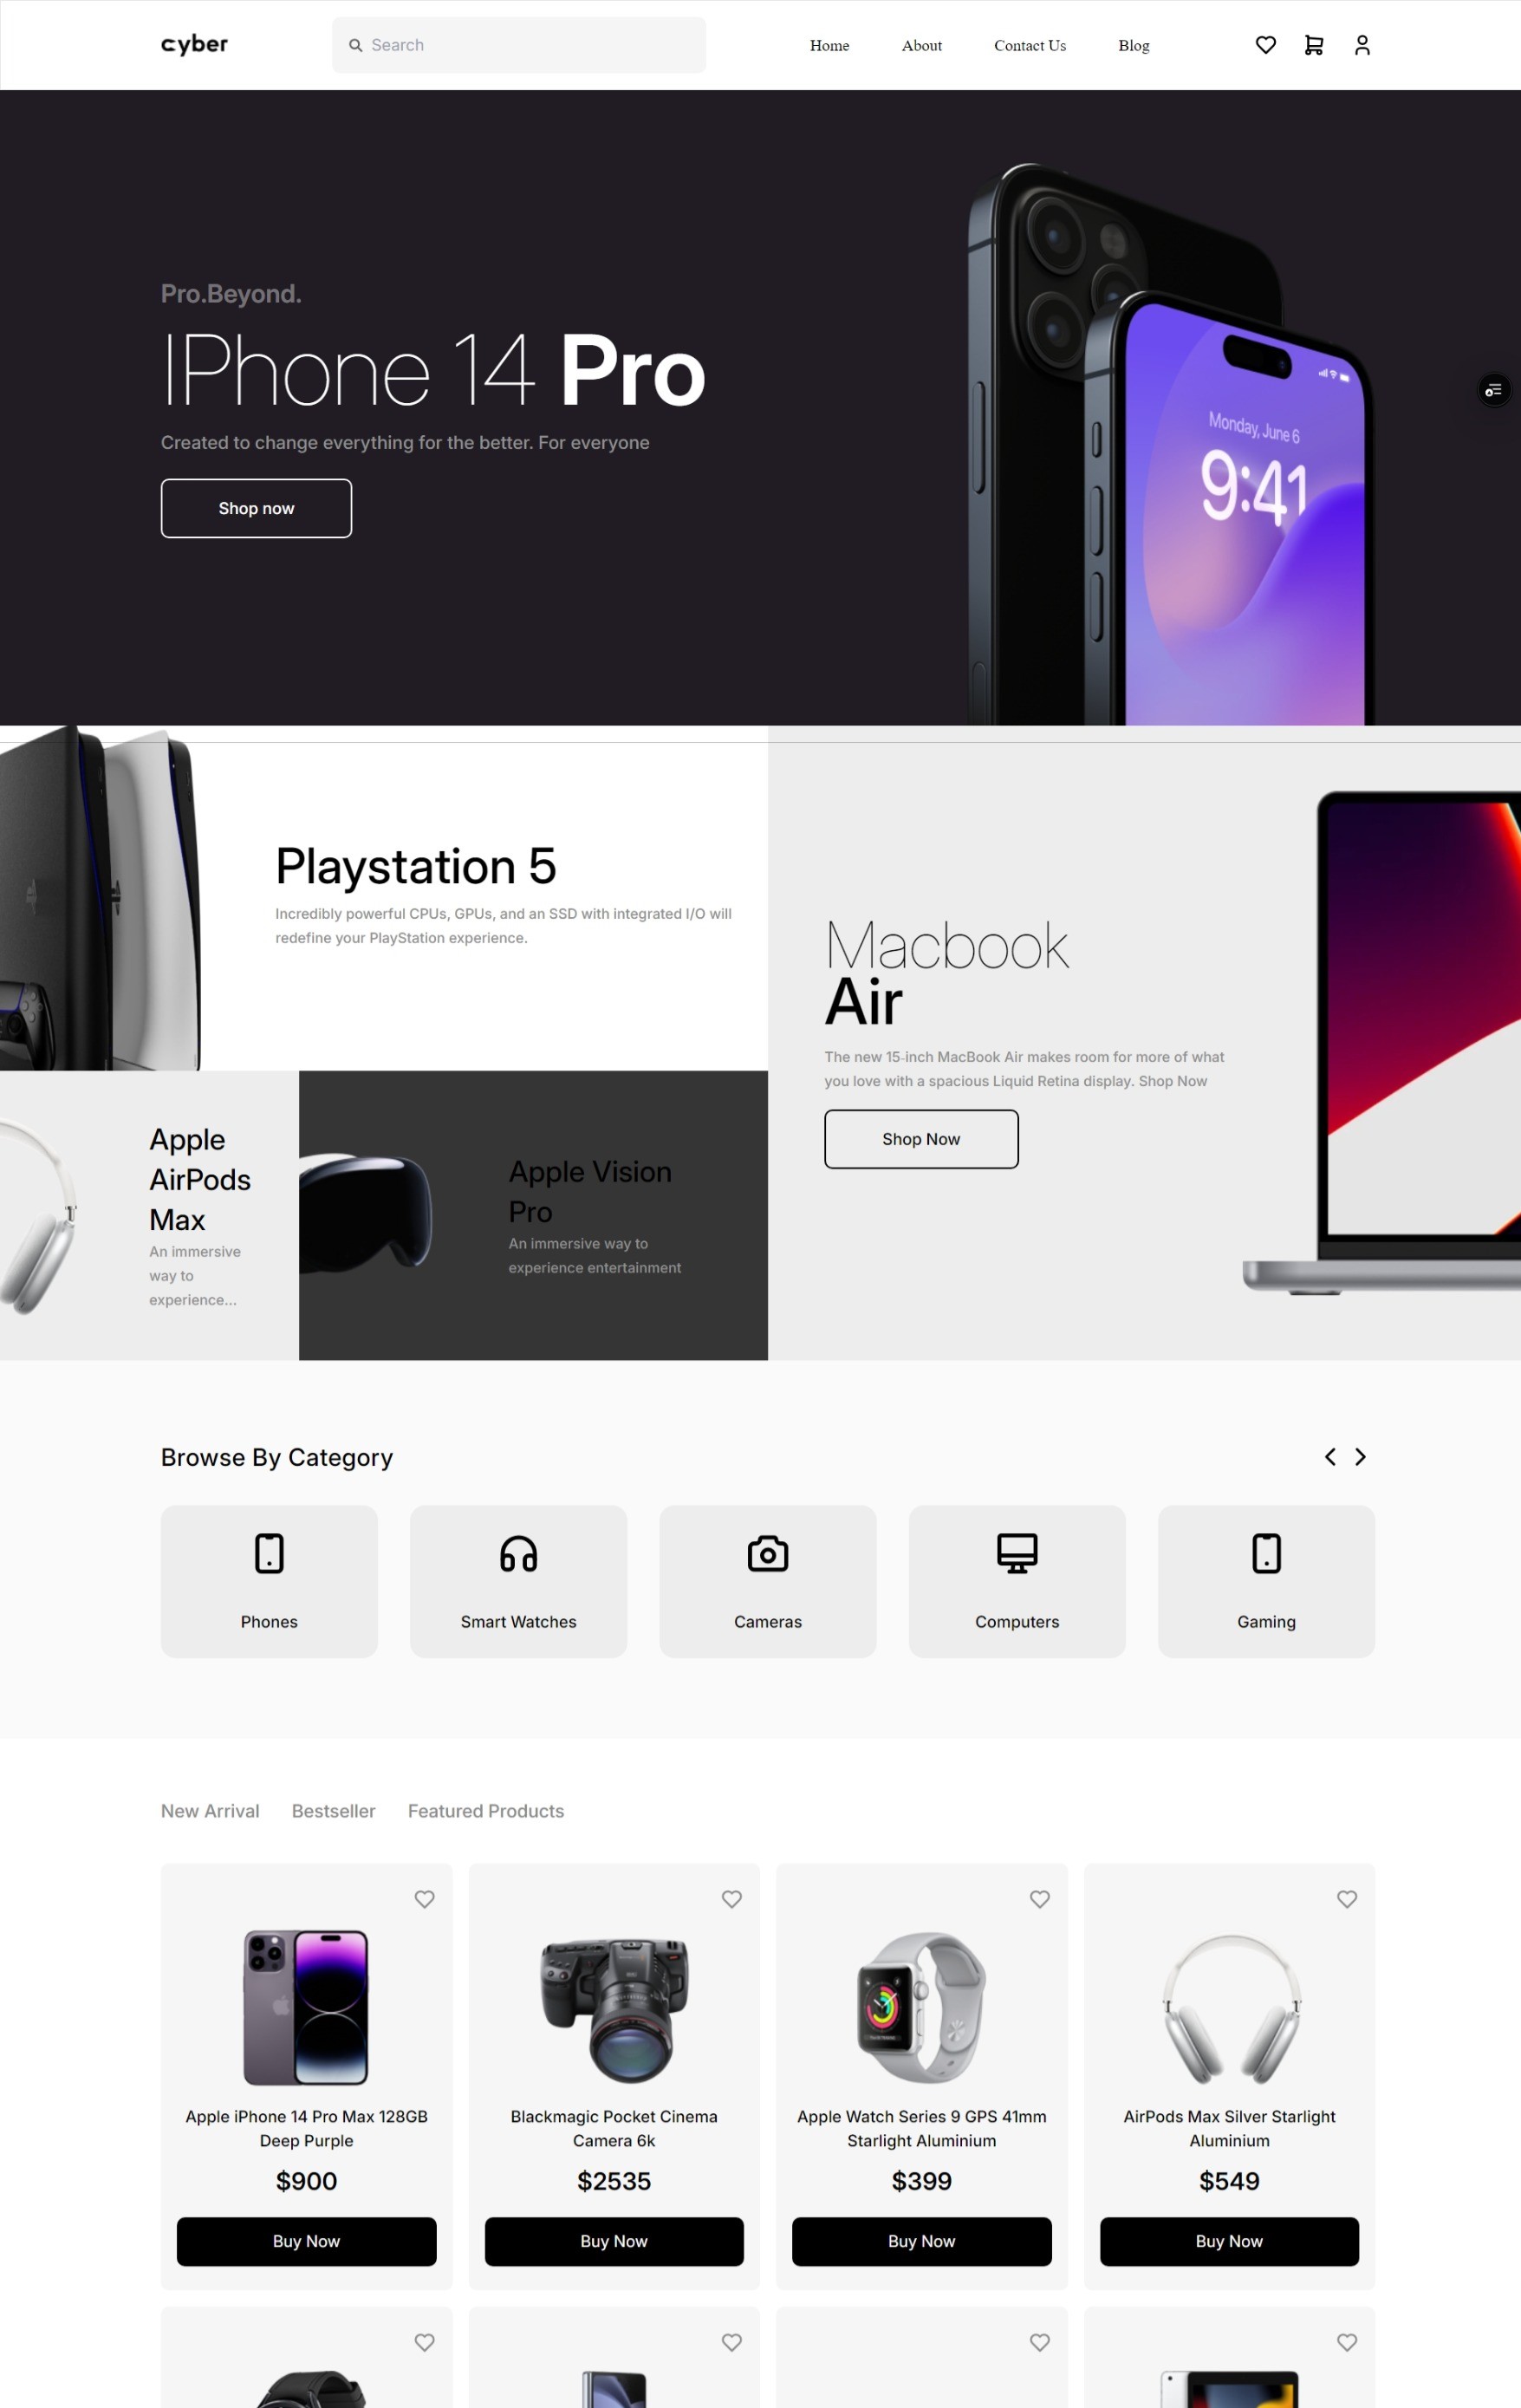 cyber
Search
Home
About
Contact Us
Blog
Pro.Beyond.
IPhone 14 Pro
Created to change everything for the better. For everyone
Shop now
Monday, June 6
9:41
Playstation 5
Incredibly powerful CPUs, GPUs, and an SSD with integrated I/O will
redefine your PlayStation experience.
Apple
AirPods
Max
An immersive
way to
experience...
Apple Vision
Pro
An immersive way to
experience entertainment
Macbook
Air
The new 15-inch MacBook Air makes room for more of what
you love with a spacious Liquid Retina display. Shop Now
Shop Now
Browse By Category
Phones
Smart Watches
Cameras
Computers
Gaming
New Arrival
Bestseller
Featured Products
Apple iPhone 14 Pro Max 128GB
Deep Purple
$900
Buy Now
Blackmagic Pocket Cinema
Camera 6k
$2535
Buy Now
Apple Watch Series 9 GPS 41mm
Starlight Aluminium
$399
Buy Now
AirPods Max Silver Starlight
Aluminium
$549
Buy Now